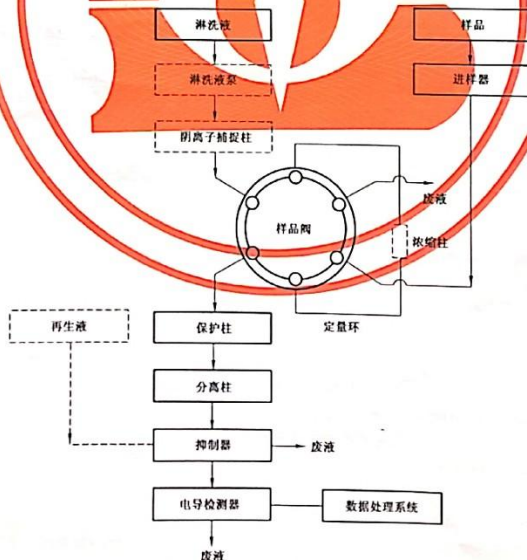 淋洗液
样品
淋洗液泵
进样器
阴离子捕捉柱
废液
样品阀
浓缩柱
再生液
保护柱
定量环
分离柱
抑制器
废液
电导检测器
数据处理系统
废液